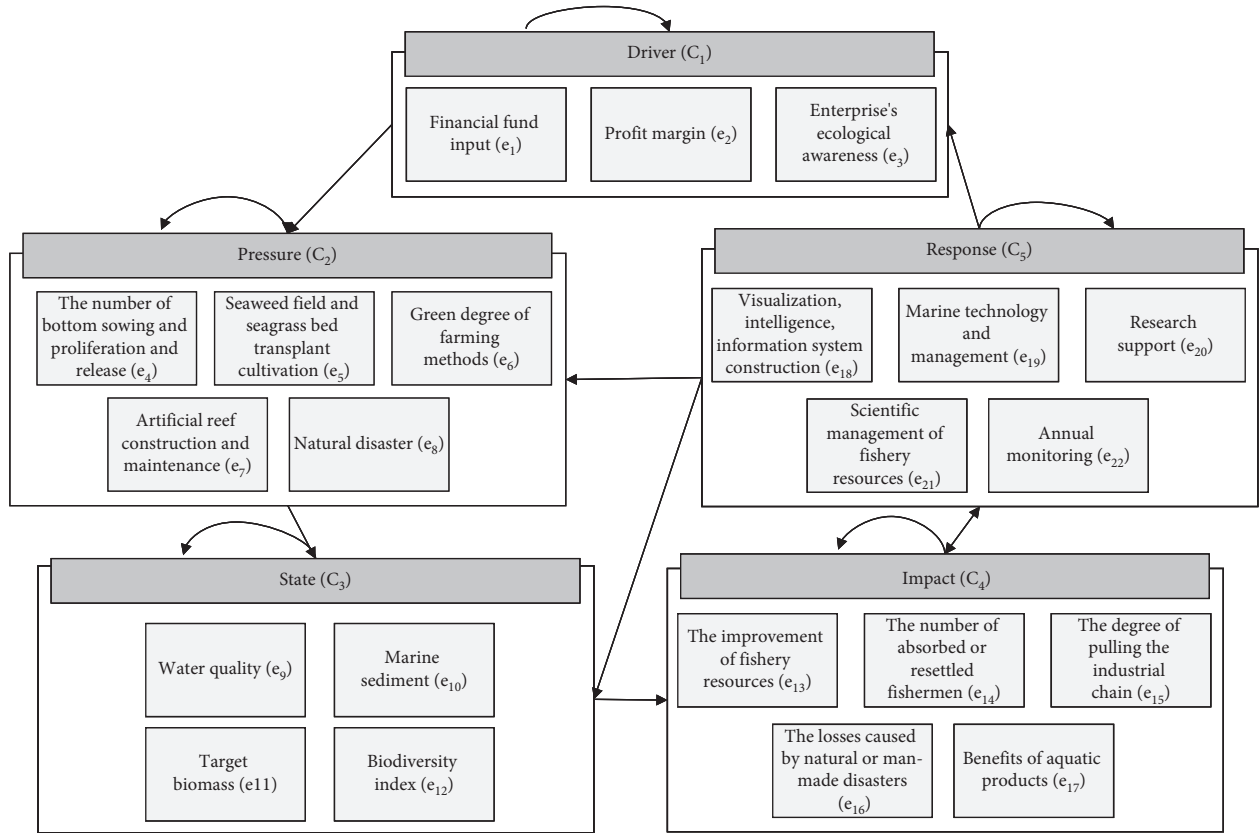 Driver (C₁)
Financial fund
input (e₁)
Profit margin (e₂)
Enterprise's
ecological
awareness (e₃)
Pressure (C₂)
The number of
bottom sowing and
proliferation and
release (e₄)
Seaweed field and
seagrass bed
transplant
cultivation (e₅)
Green degree of
farming
methods (e₆)
Artificial reef
construction and
maintenance (e₇)
Natural disaster (e₈)
Response (C₅)
Visualization,
intelligence,
information system
construction (e₁₈)
Marine technology
and
management (e₁₉)
Research
support (e₂₀)
Scientific
management of
fishery
resources (e₂₁)
Annual
monitoring (e₂₂)
State (C₃)
Water quality (e₉)
Marine
sediment (e₁₀)
Target
biomass (e11)
Biodiversity
index (e₁₂)
Impact (C₄)
The improvement
of fishery
resources (e₁₃)
The number of
absorbed or
resettled
fishermen (e₁₄)
The degree of
pulling the
industrial
chain (e₁₅)
The losses caused
by natural or man-
made disasters
(e₁₆)
Benefits of aquatic
products (e₁₇)